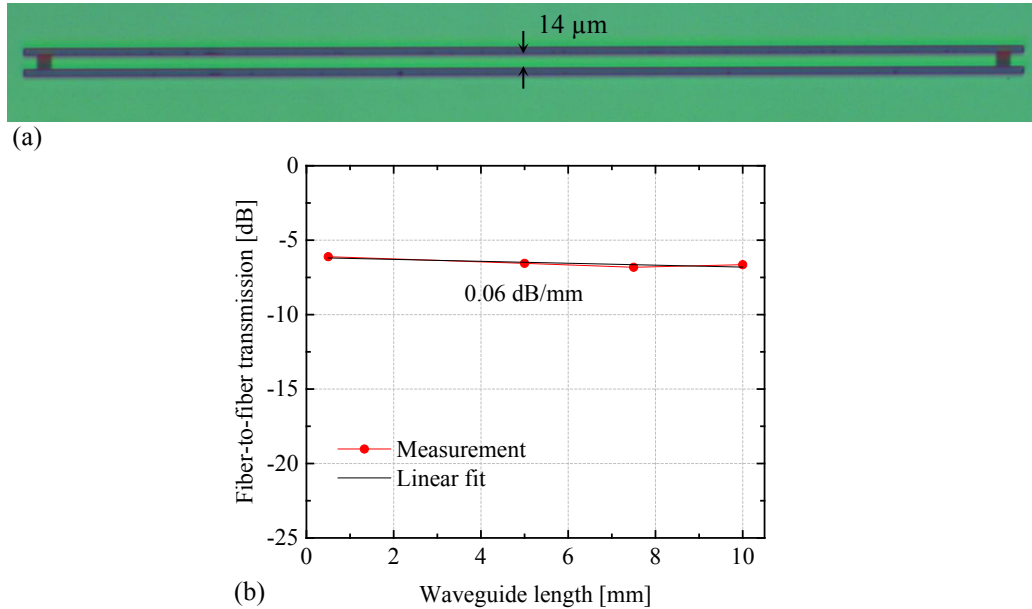 14 µm
(a)
Fiber-to-fiber transmission [dB]
0
-5
-10
-15
-20
-25
0.06 dB/mm
Measurement
Linear fit
0
2
4
6
8
10
Waveguide length [mm]
(b)